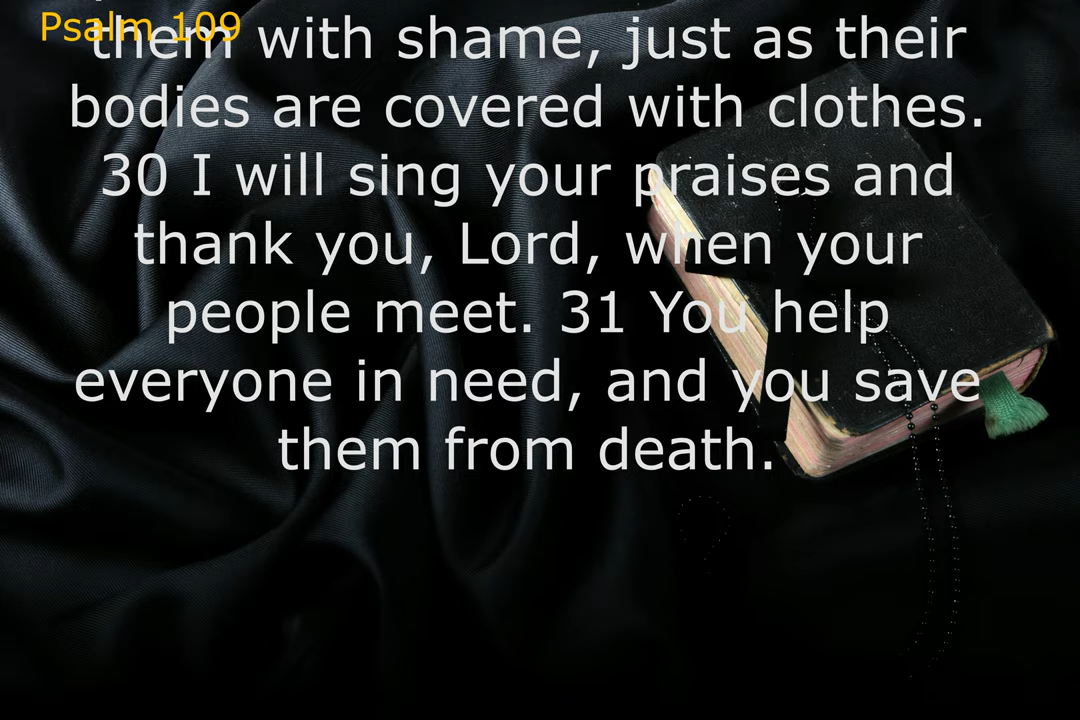 Psalm 109
them with shame, just as their
bodies are covered with clothes.
30 I will sing your praises and
thank you, Lord, when your
people meet. 31 You help
everyone in need, and you save
them from death.